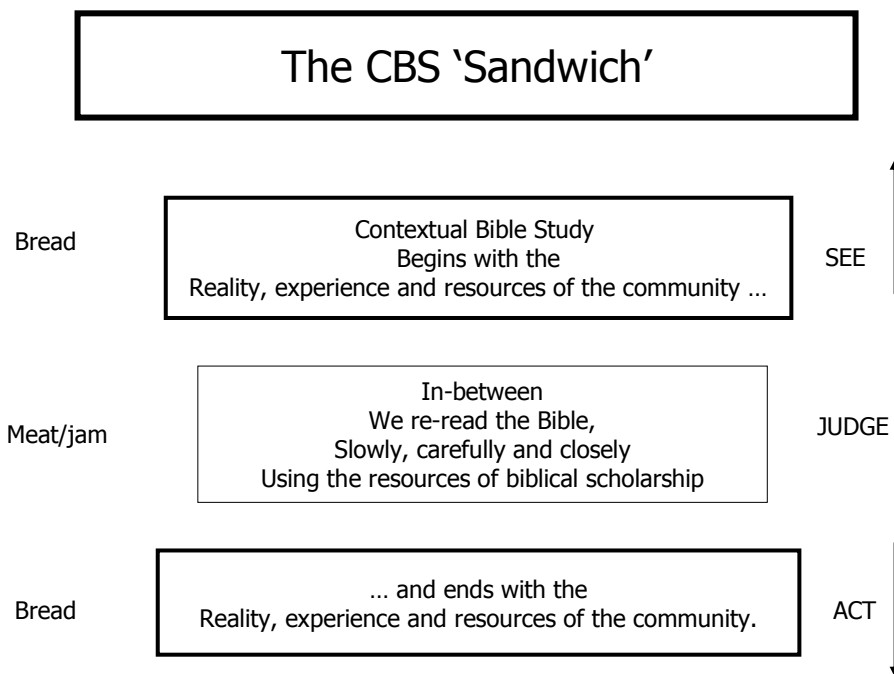 The CBS ‘Sandwich’
Bread
Contextual Bible Study
Begins with the
Reality, experience and resources of the community …
SEE
Meat/jam
In-between
We re-read the Bible,
Slowly, carefully and closely
Using the resources of biblical scholarship
JUDGE
Bread
… and ends with the
Reality, experience and resources of the community.
ACT